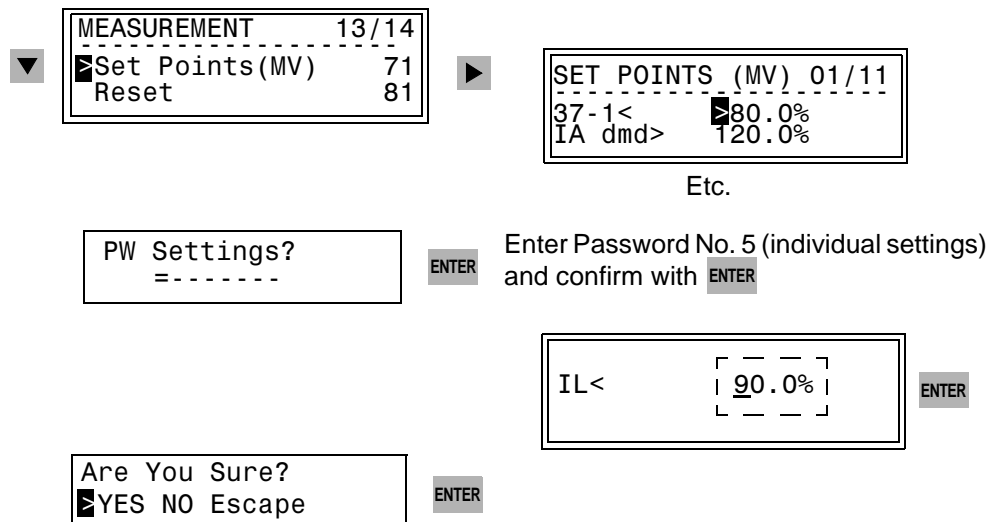 MEASUREMENT 13/14
--------------------
>Set Points(MV) 71
Reset 81
SET POINTS (MV) 01/11
---------------------
37-1< >80.0%
IA dmd> 120.0%
Etc.
PW Settings?
=-------
ENTER
Enter Password No. 5 (individual settings)
and confirm with ENTER
IL< 90.0%
ENTER
Are You Sure?
>YES NO Escape
ENTER